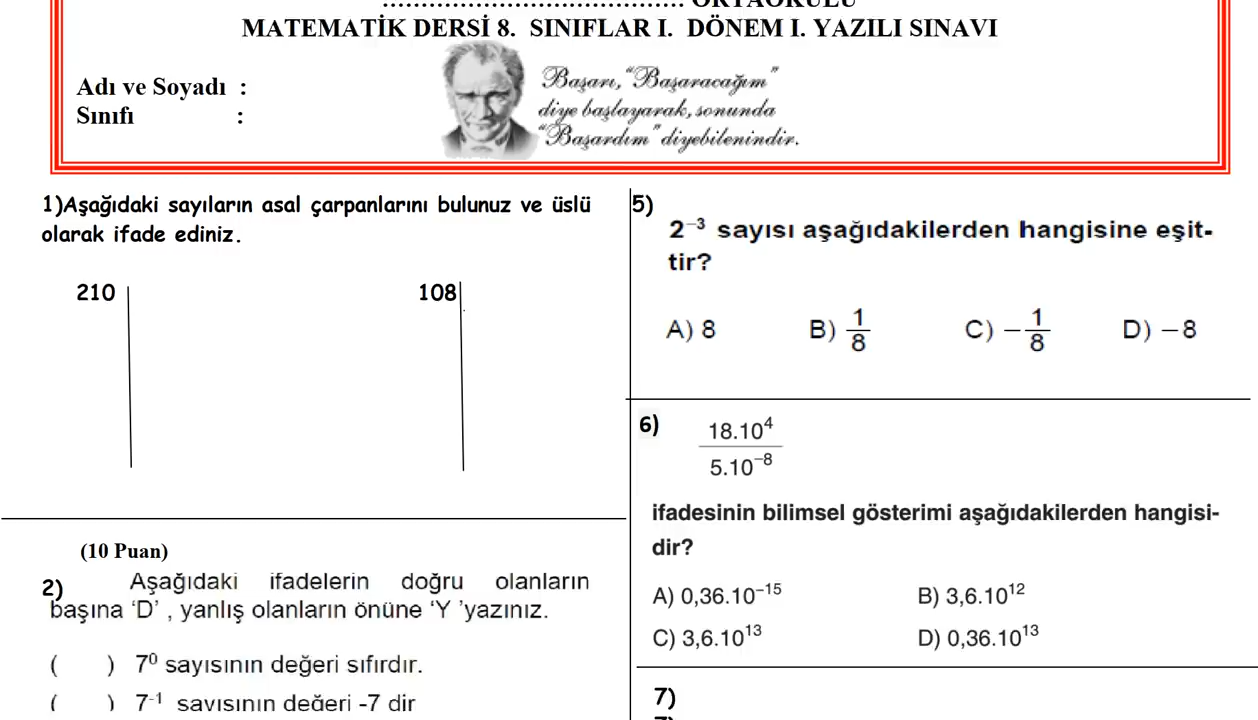 …………………………………… ORTAOKULU
MATEMATİK DERSİ 8. SINIFLAR I. DÖNEM I. YAZILI SINAVI
Adı ve Soyadı :
Sınıfı :
Başarı, "Başaracağım"
diye başlayarak, sonunda
"Başardım" diyebilenindir.
1)Aşağıdaki sayıların asal çarpanlarını bulunuz ve üslü
olarak ifade ediniz.
210 108
(10 Puan)
2) Aşağıdaki ifadelerin doğru olanların
başına 'D' , yanlış olanların önüne 'Y 'yazınız.
( ) 7⁰ sayısının değeri sıfırdır.
( ) 7⁻¹ sayısının değeri -7 dir
5)
2⁻³ sayısı aşağıdakilerden hangisine eşit-
tir?
A) 8 B) 1/8 C) −1/8 D) −8
6) 18.10⁴
5.10⁻⁸
ifadesinin bilimsel gösterimi aşağıdakilerden hangisi-
dir?
A) 0,36.10⁻¹⁵ B) 3,6.10¹²
C) 3,6.10¹³ D) 0,36.10¹³
7)
7)